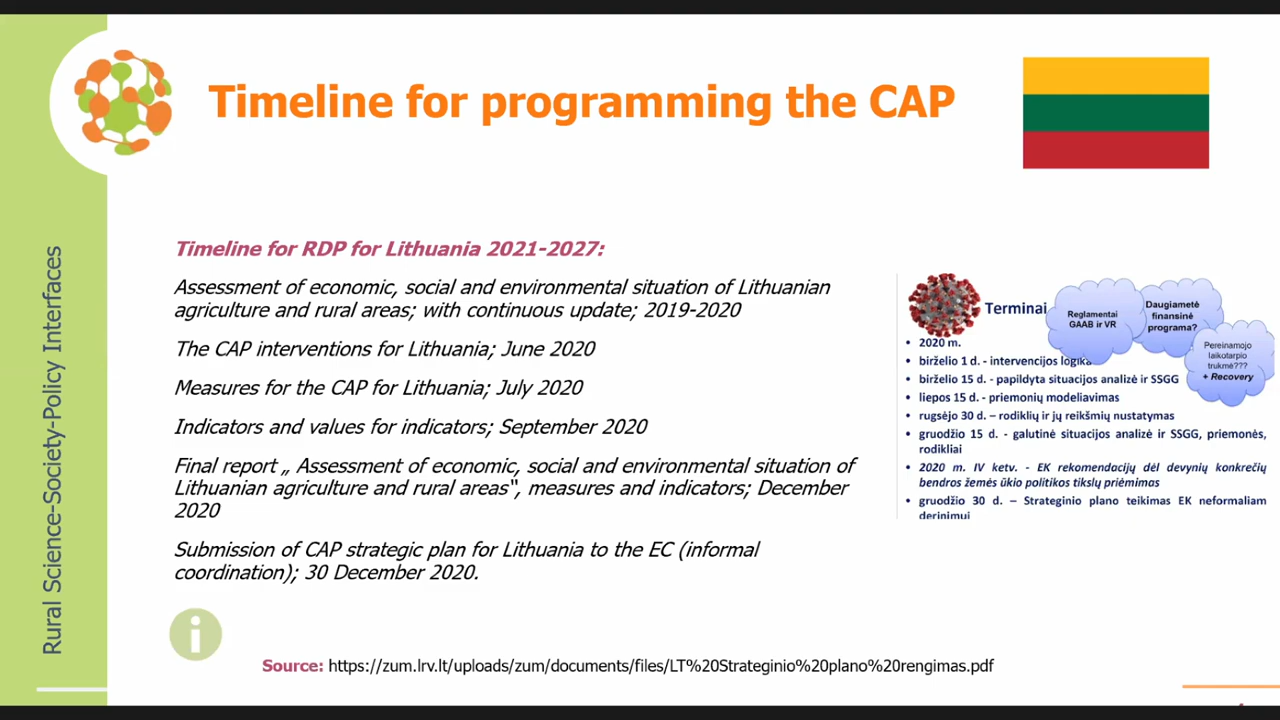 Timeline for programming the CAP
Rural Science-Society-Policy Interfaces
Timeline for RDP for Lithuania 2021-2027:
Assessment of economic, social and environmental situation of Lithuanian
agriculture and rural areas; with continuous update; 2019-2020
The CAP interventions for Lithuania; June 2020
Measures for the CAP for Lithuania; July 2020
Indicators and values for indicators; September 2020
Final report „ Assessment of economic, social and environmental situation of
Lithuanian agriculture and rural areas“, measures and indicators; December
2020
Submission of CAP strategic plan for Lithuania to the EC (informal
coordination); 30 December 2020.
Terminai
Reglamentai
GAAB ir VR
Daugiametė
finansinė
programa?
Pereinamojo
laikotarpio
trukmė???
+ Recovery
• 2020 m.
• birželio 1 d. - intervencijos logika
• birželio 15 d. - papildyta situacijos analizė ir SSGG
• liepos 15 d. - priemonių modeliavimas
• rugsėjo 30 d. – rodiklių ir jų reikšmių nustatymas
• gruodžio 15 d. - galutinė situacijos analizė ir SSGG, priemonės,
rodikliai
• 2020 m. IV ketv. - EK rekomendacijų dėl devynių konkrečių
bendros žemės ūkio politikos tikslų priėmimas
• gruodžio 30 d. – Strateginio plano teikimas EK neformaliam
derinimui
i
Source: https://zum.lrv.lt/uploads/zum/documents/files/LT%20Strateginio%20plano%20rengimas.pdf